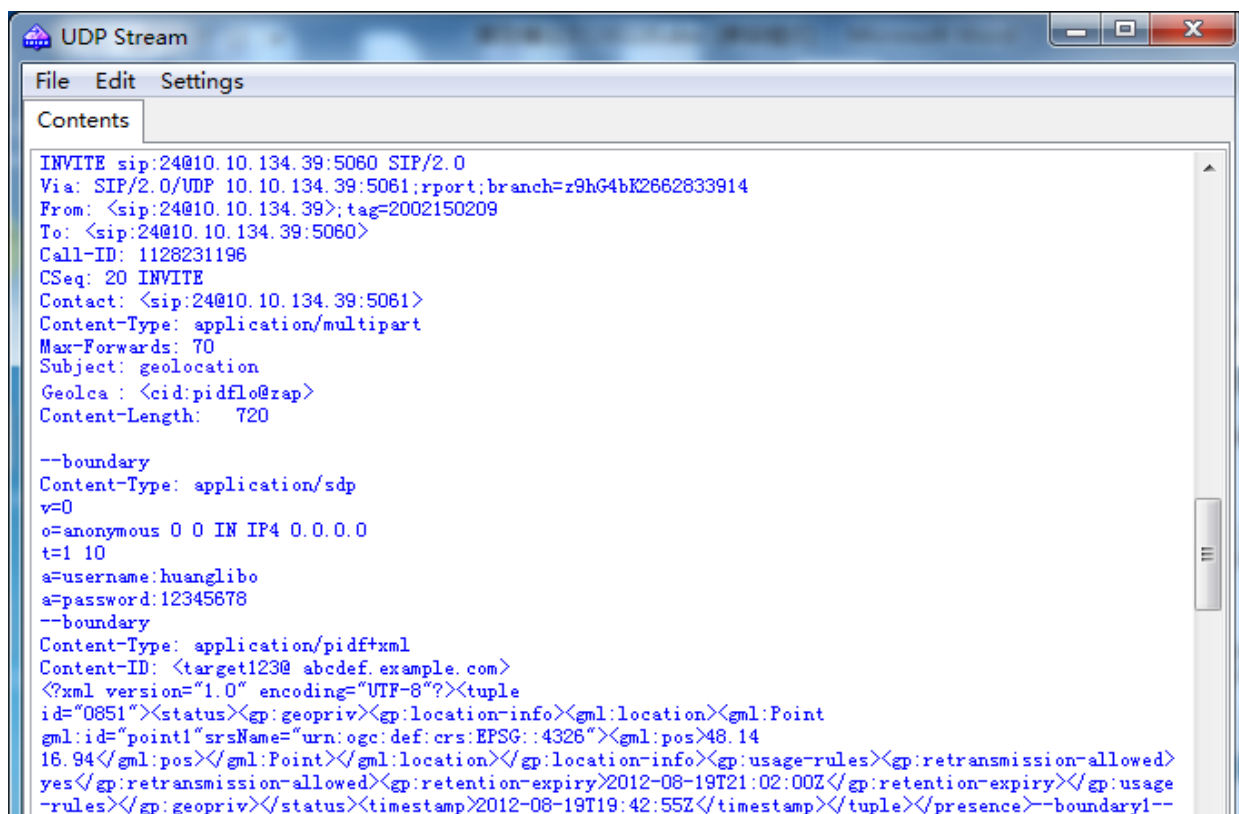 UDP Stream
File Edit Settings
Contents
INVITE sip:24@10.10.134.39:5060 SIP/2.0
Via: SIP/2.0/UDP 10.10.134.39:5061;rport;branch=z9hG4bK2662833914
From: <sip:24@10.10.134.39>;tag=2002150209
To: <sip:24@10.10.134.39:5060>
Call-ID: 1128231196
CSeq: 20 INVITE
Contact: <sip:24@10.10.134.39:5061>
Content-Type: application/multipart
Max-Forwards: 70
Subject: geolocation
Geolca : <cid:pidflo@zap>
Content-Length:   720
--boundary
Content-Type: application/sdp
v=0
o=anonymous 0 0 IN IP4 0.0.0.0
t=1 10
a=username:huanglibo
a=password:12345678
--boundary
Content-Type: application/pidf+xml
Content-ID: <target123@ abcdef.example.com>
<?xml version="1.0" encoding="UTF-8"?><tuple
id="0851"><status><gp:geopriv><gp:location-info><gml:location><gml:Point
gml:id="point1"srsName="urn:ogc:def:crs:EPSG::4326"><gml:pos>48.14
16.94</gml:pos></gml:Point></gml:location></gp:location-info><gp:usage-rules><gp:retransmission-allowed>
yes</gp:retransmission-allowed><gp:retention-expiry>2012-08-19T21:02:00Z</gp:retention-expiry></gp:usage
-rules></gp:geopriv></status><timestamp>2012-08-19T19:42:55Z</timestamp></tuple></presence>--boundary1--